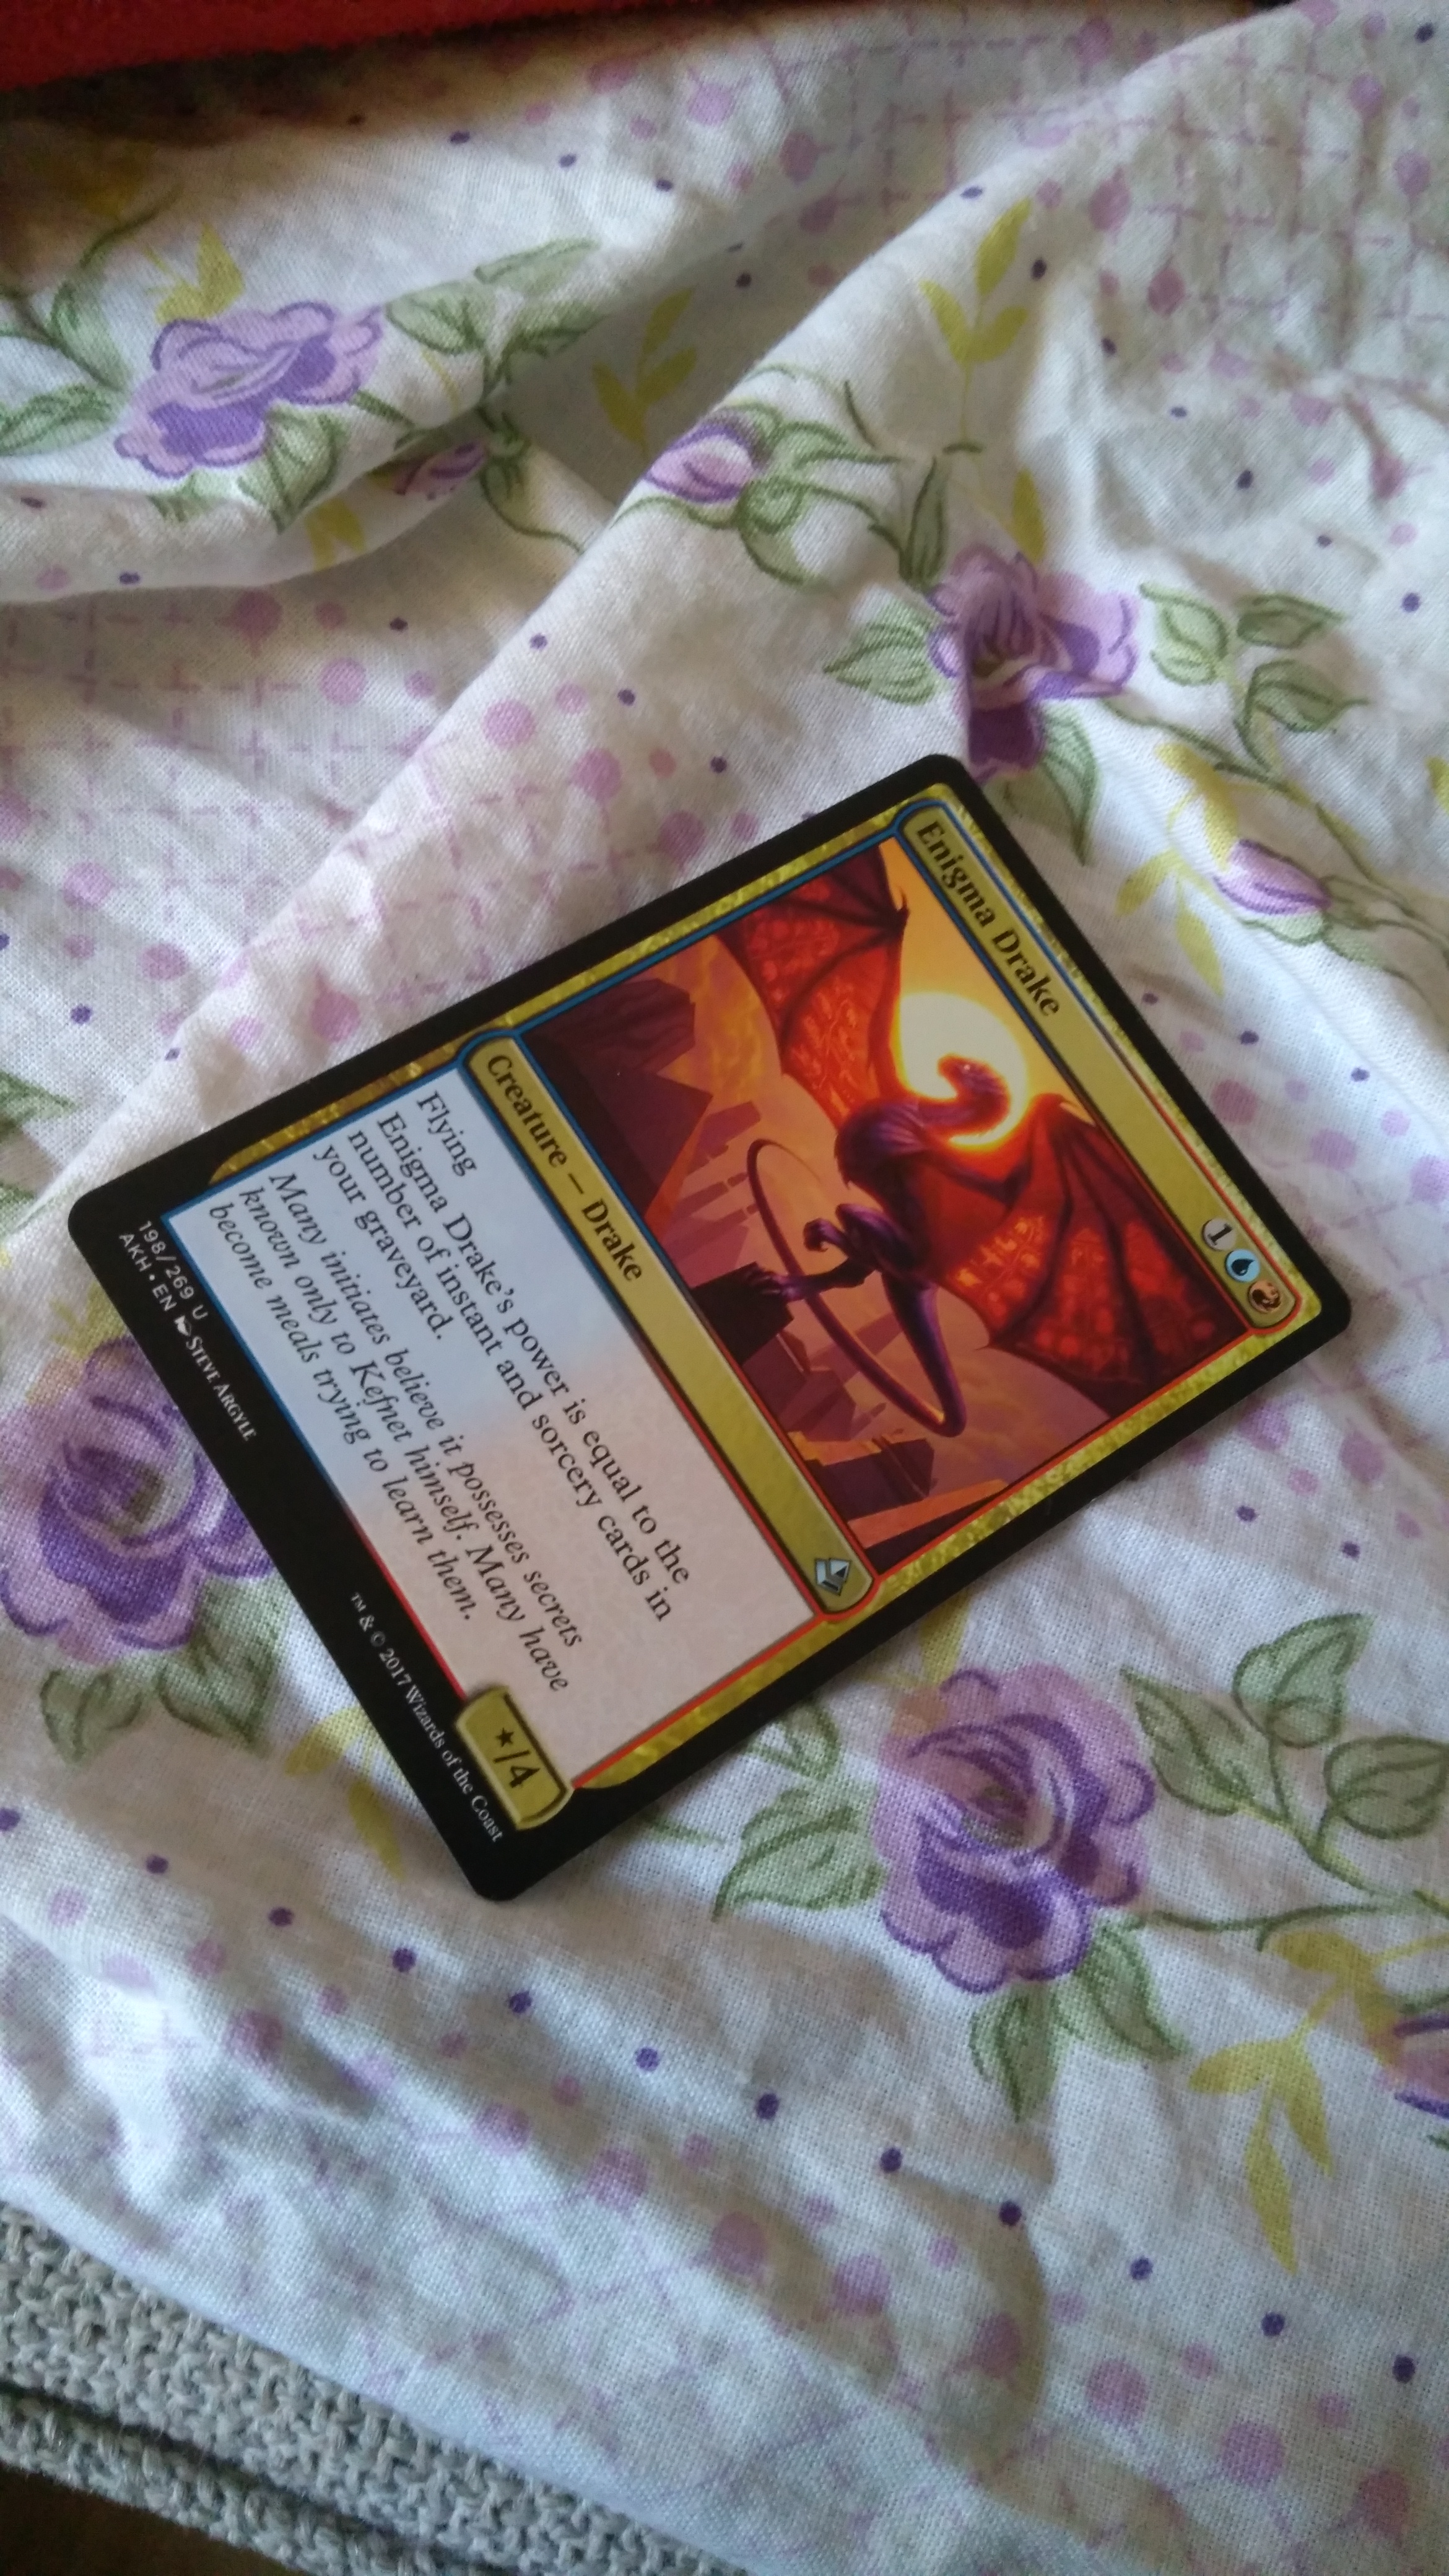 Enigma Drake
1
Creature — Drake
Flying
Enigma Drake's power is equal to the
number of instant and sorcery cards in
your graveyard.
Many initiates believe it possesses secrets
known only to Kefnet himself. Many have
become meals trying to learn them.
★/4
198/269 U
AKH • EN STEVE ARGYLE
™ & © 2017 Wizards of the Coast